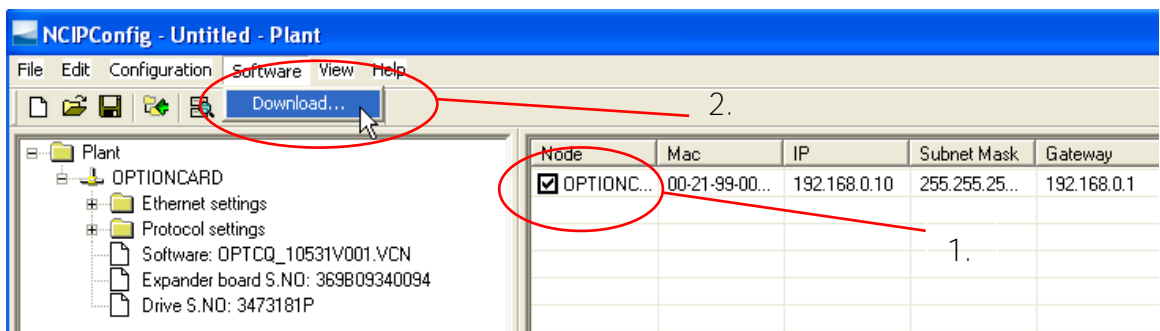 NCIPConfig - Untitled - Plant
File Edit Configuration Software View Help
Download...
2.
Plant
OPTIONCARD
Ethernet settings
Protocol settings
Software: OPTCQ_10531V001.VCN
Expander board S.NO: 369B09340094
Drive S.NO: 3473181P
Node Mac IP Subnet Mask Gateway
OPTIONC... 00-21-99-00... 192.168.0.10 255.255.25... 192.168.0.1
1.